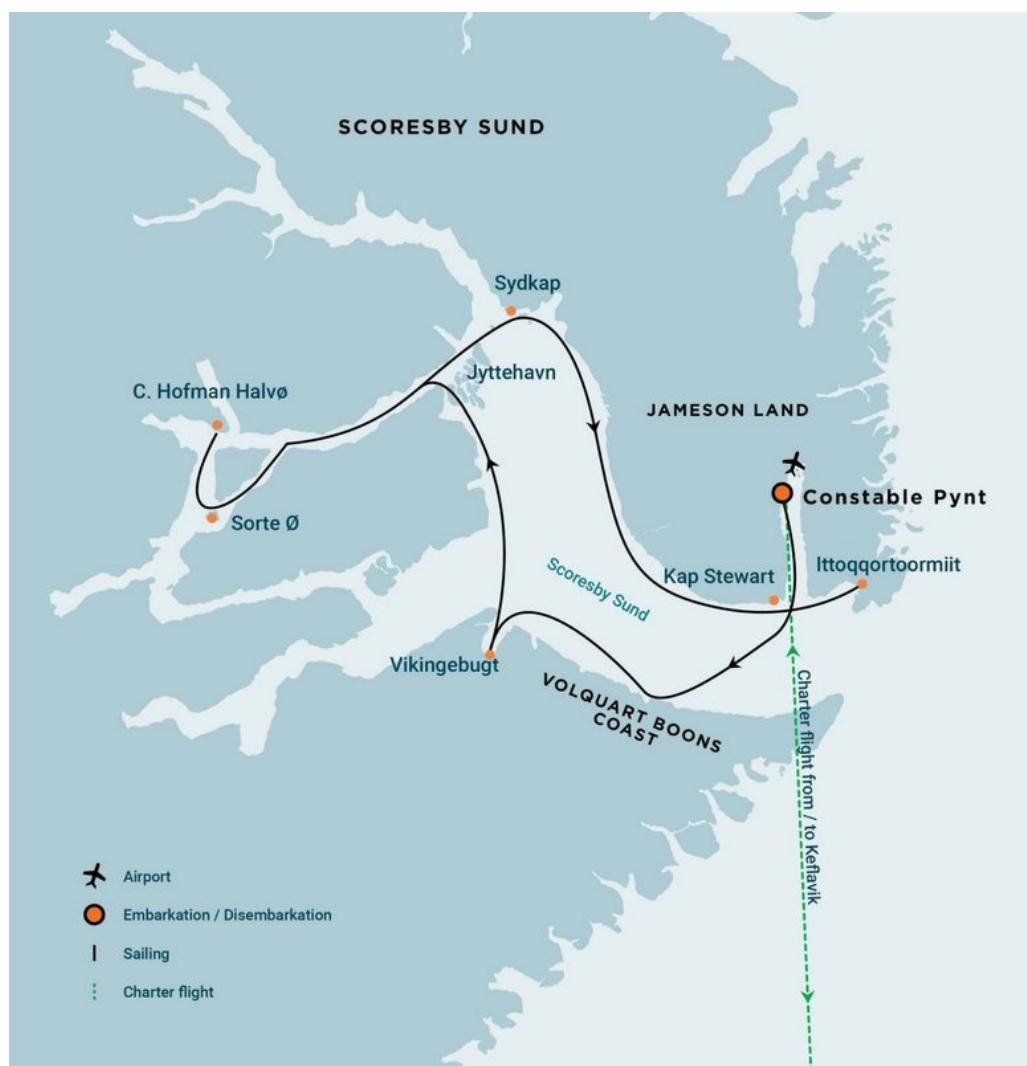 SCORESBY SUND
Sydkap
Jyttehavn
C. Hofman Halvø
JAMESON LAND
Constable Pynt
Sorte Ø
Ittoqqortoormiit
Kap Stewart
Scoresby Sund
Vikingebugt
VOLQUART BOONS
COAST
Charter flight from / to Keflavik
Airport
Embarkation / Disembarkation
Sailing
Charter flight